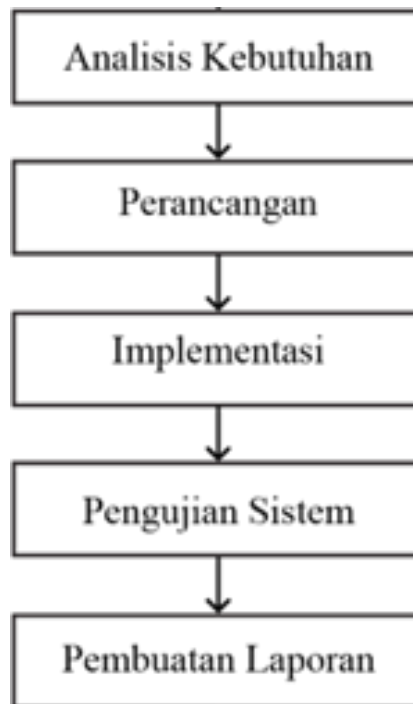 Analisis Kebutuhan
Perancangan
Implementasi
Pengujian Sistem
Pembuatan Laporan